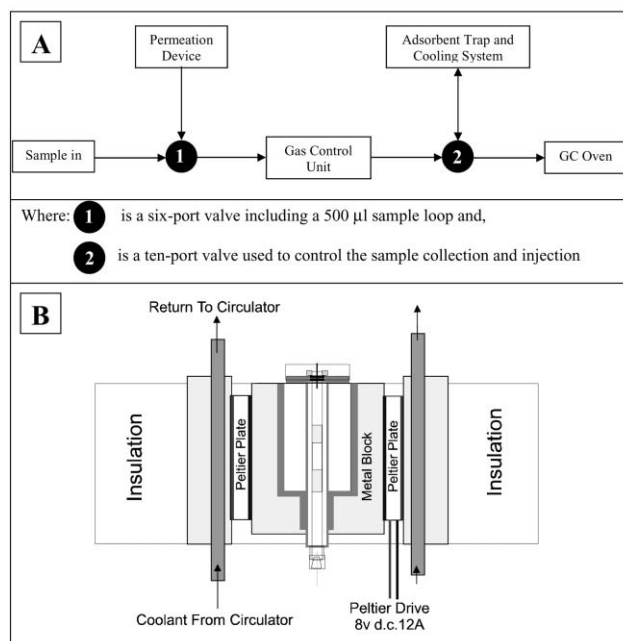 A
Permeation
Device
Adsorbent Trap and
Cooling System
Sample in
1
Gas Control
Unit
2
GC Oven
Where: 1 is a six-port valve including a 500 µl sample loop and,
2 is a ten-port valve used to control the sample collection and injection
B
Return To Circulator
Insulation
Peltier Plate
Metal Block
Peltier Plate
Insulation
Coolant From Circulator
Peltier Drive
8v d.c.12A